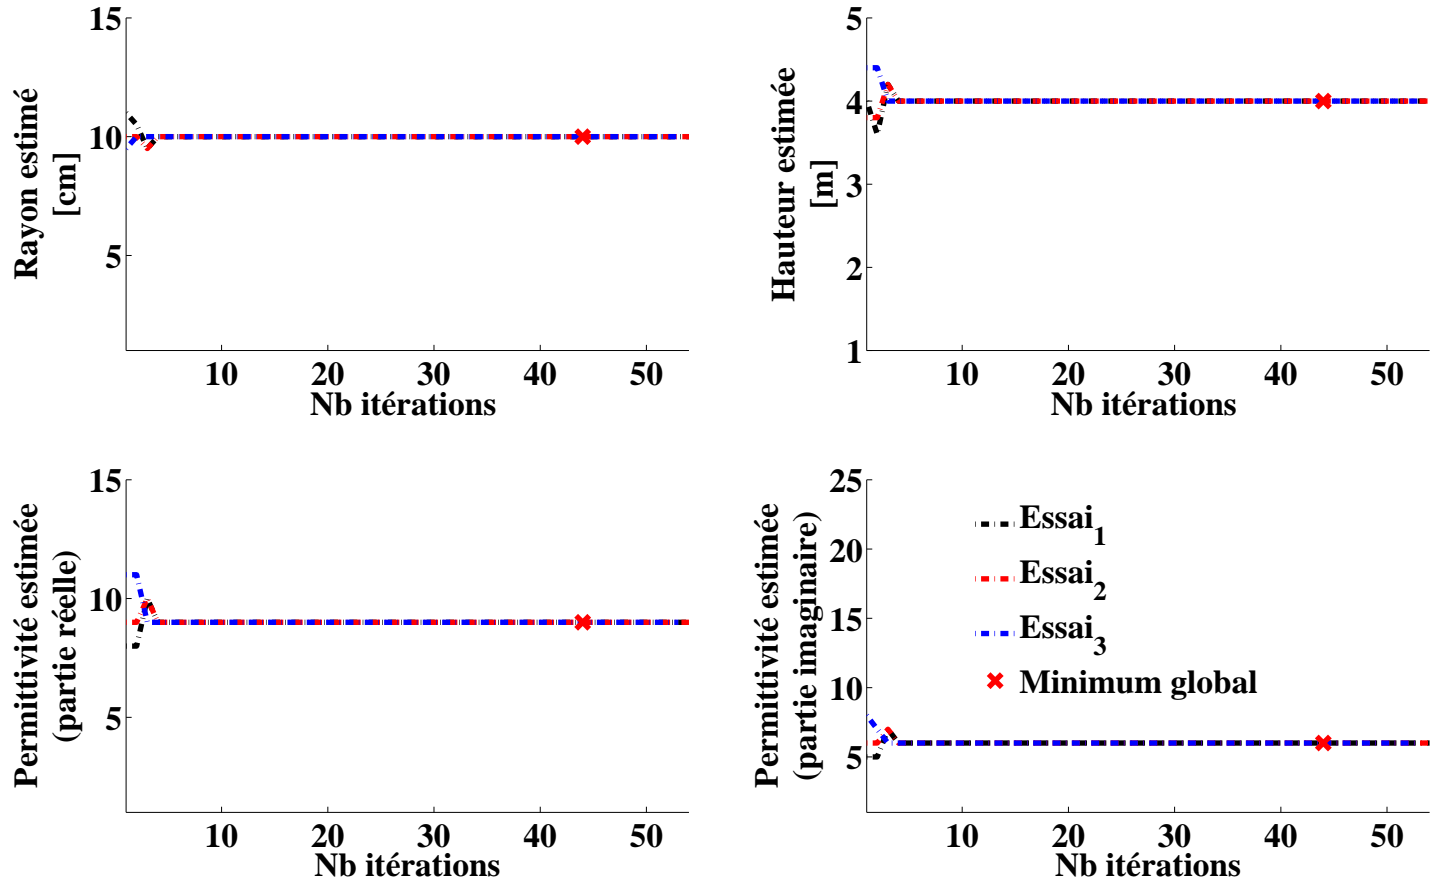 15
10
5
Rayon estimé
[cm]
10 20 30 40 50
Nb itérations
5
4
3
2
1
Hauteur estimée
[m]
10 20 30 40 50
Nb itérations
15
10
5
Permittivité estimée
(partie réelle)
10 20 30 40 50
Nb itérations
25
20
15
10
5
Permittivité estimée
(partie imaginaire)
Essai1
Essai2
Essai3
Minimum global
10 20 30 40 50
Nb itérations